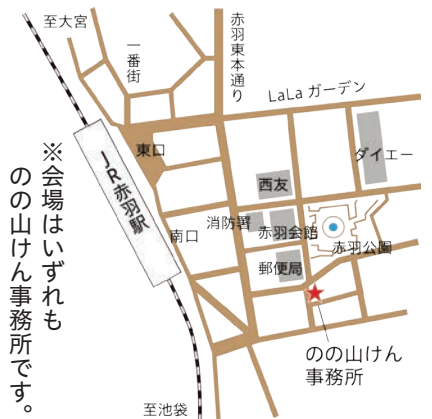 至大宮
一番街
赤羽東本通り
LaLa ガーデン
東口
ダイエー
JR赤羽駅
西友
消防署
赤羽会館
赤羽公園
南口
郵便局
※会場はいずれも
のの山けん事務所です。
のの山けん
事務所
至池袋